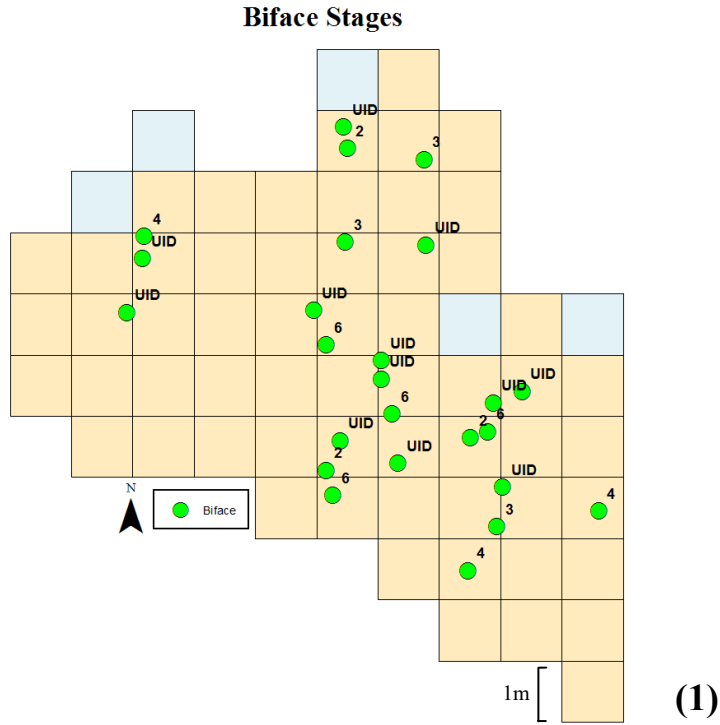 Biface Stages
UID
2
3
4
UID
3
UID
UID
UID
6
UID
UID
UID
UID
6
6
2
UID
UID
2
6
UID
4
3
4
N
Biface
1m
(1)